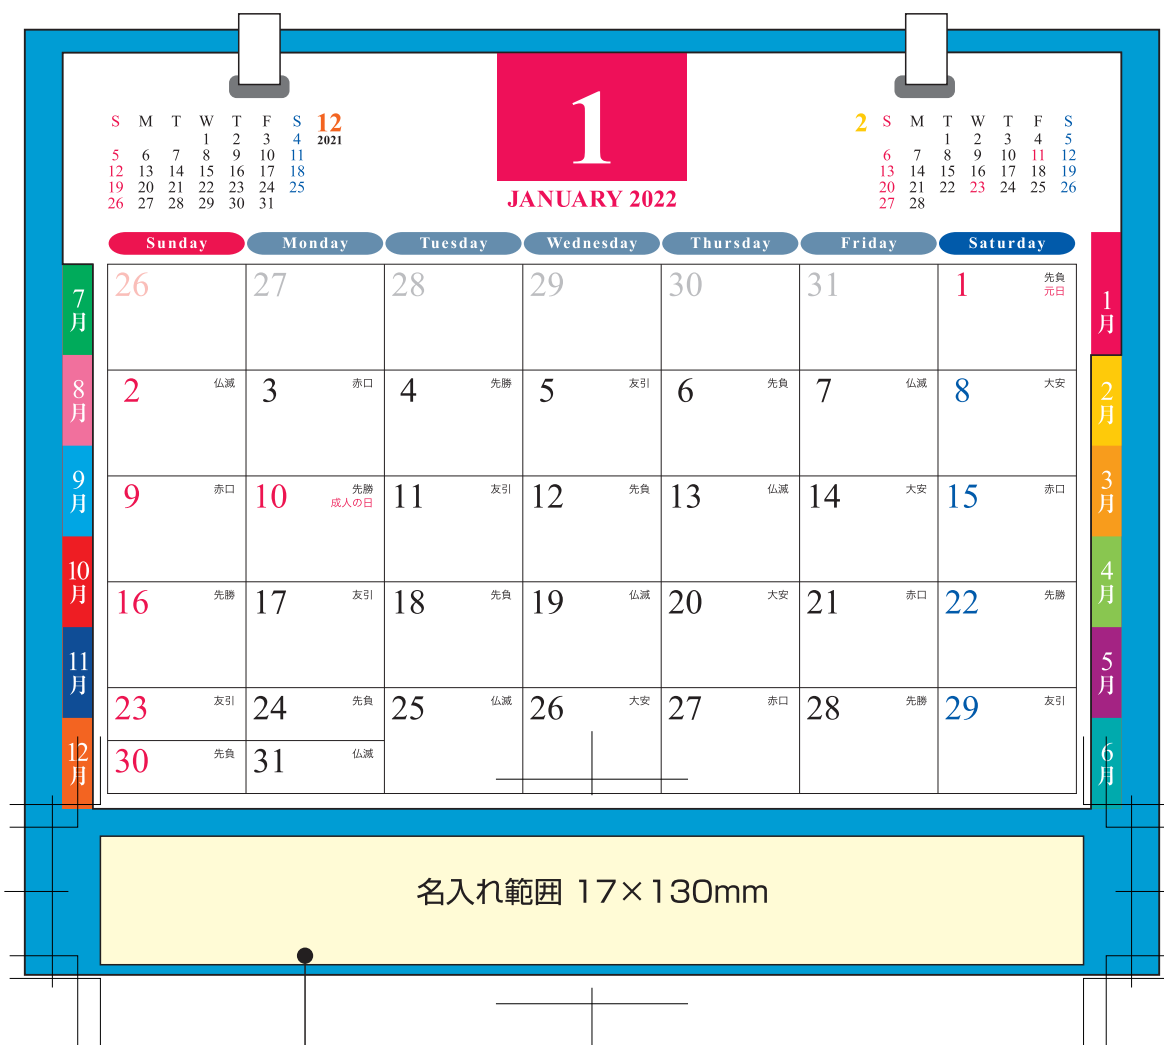 S M T W T F S 12
1 2 3 4 2021
5 6 7 8 9 10 11
12 13 14 15 16 17 18
19 20 21 22 23 24 25
26 27 28 29 30 31
1
JANUARY 2022
2 S M T W T F S
1 2 3 4 5
6 7 8 9 10 11 12
13 14 15 16 17 18 19
20 21 22 23 24 25 26
27 28
Sunday Monday Tuesday Wednesday Thursday Friday Saturday
26 27 28 29 30 31 1 先負
元日
2 仏滅 3 赤口 4 先勝 5 友引 6 先負 7 仏滅 8 大安
9 赤口 10 先勝 11 友引 12 先負 13 仏滅 14 大安 15 赤口
成人の日
16 先勝 17 友引 18 先負 19 仏滅 20 大安 21 赤口 22 先勝
23 友引 24 先負 25 仏滅 26 大安 27 赤口 28 先勝 29 友引
30 先負 31 仏滅
7月
8月
9月
10月
11月
12月
1月
2月
3月
4月
5月
6月
名入れ範囲 17×130mm